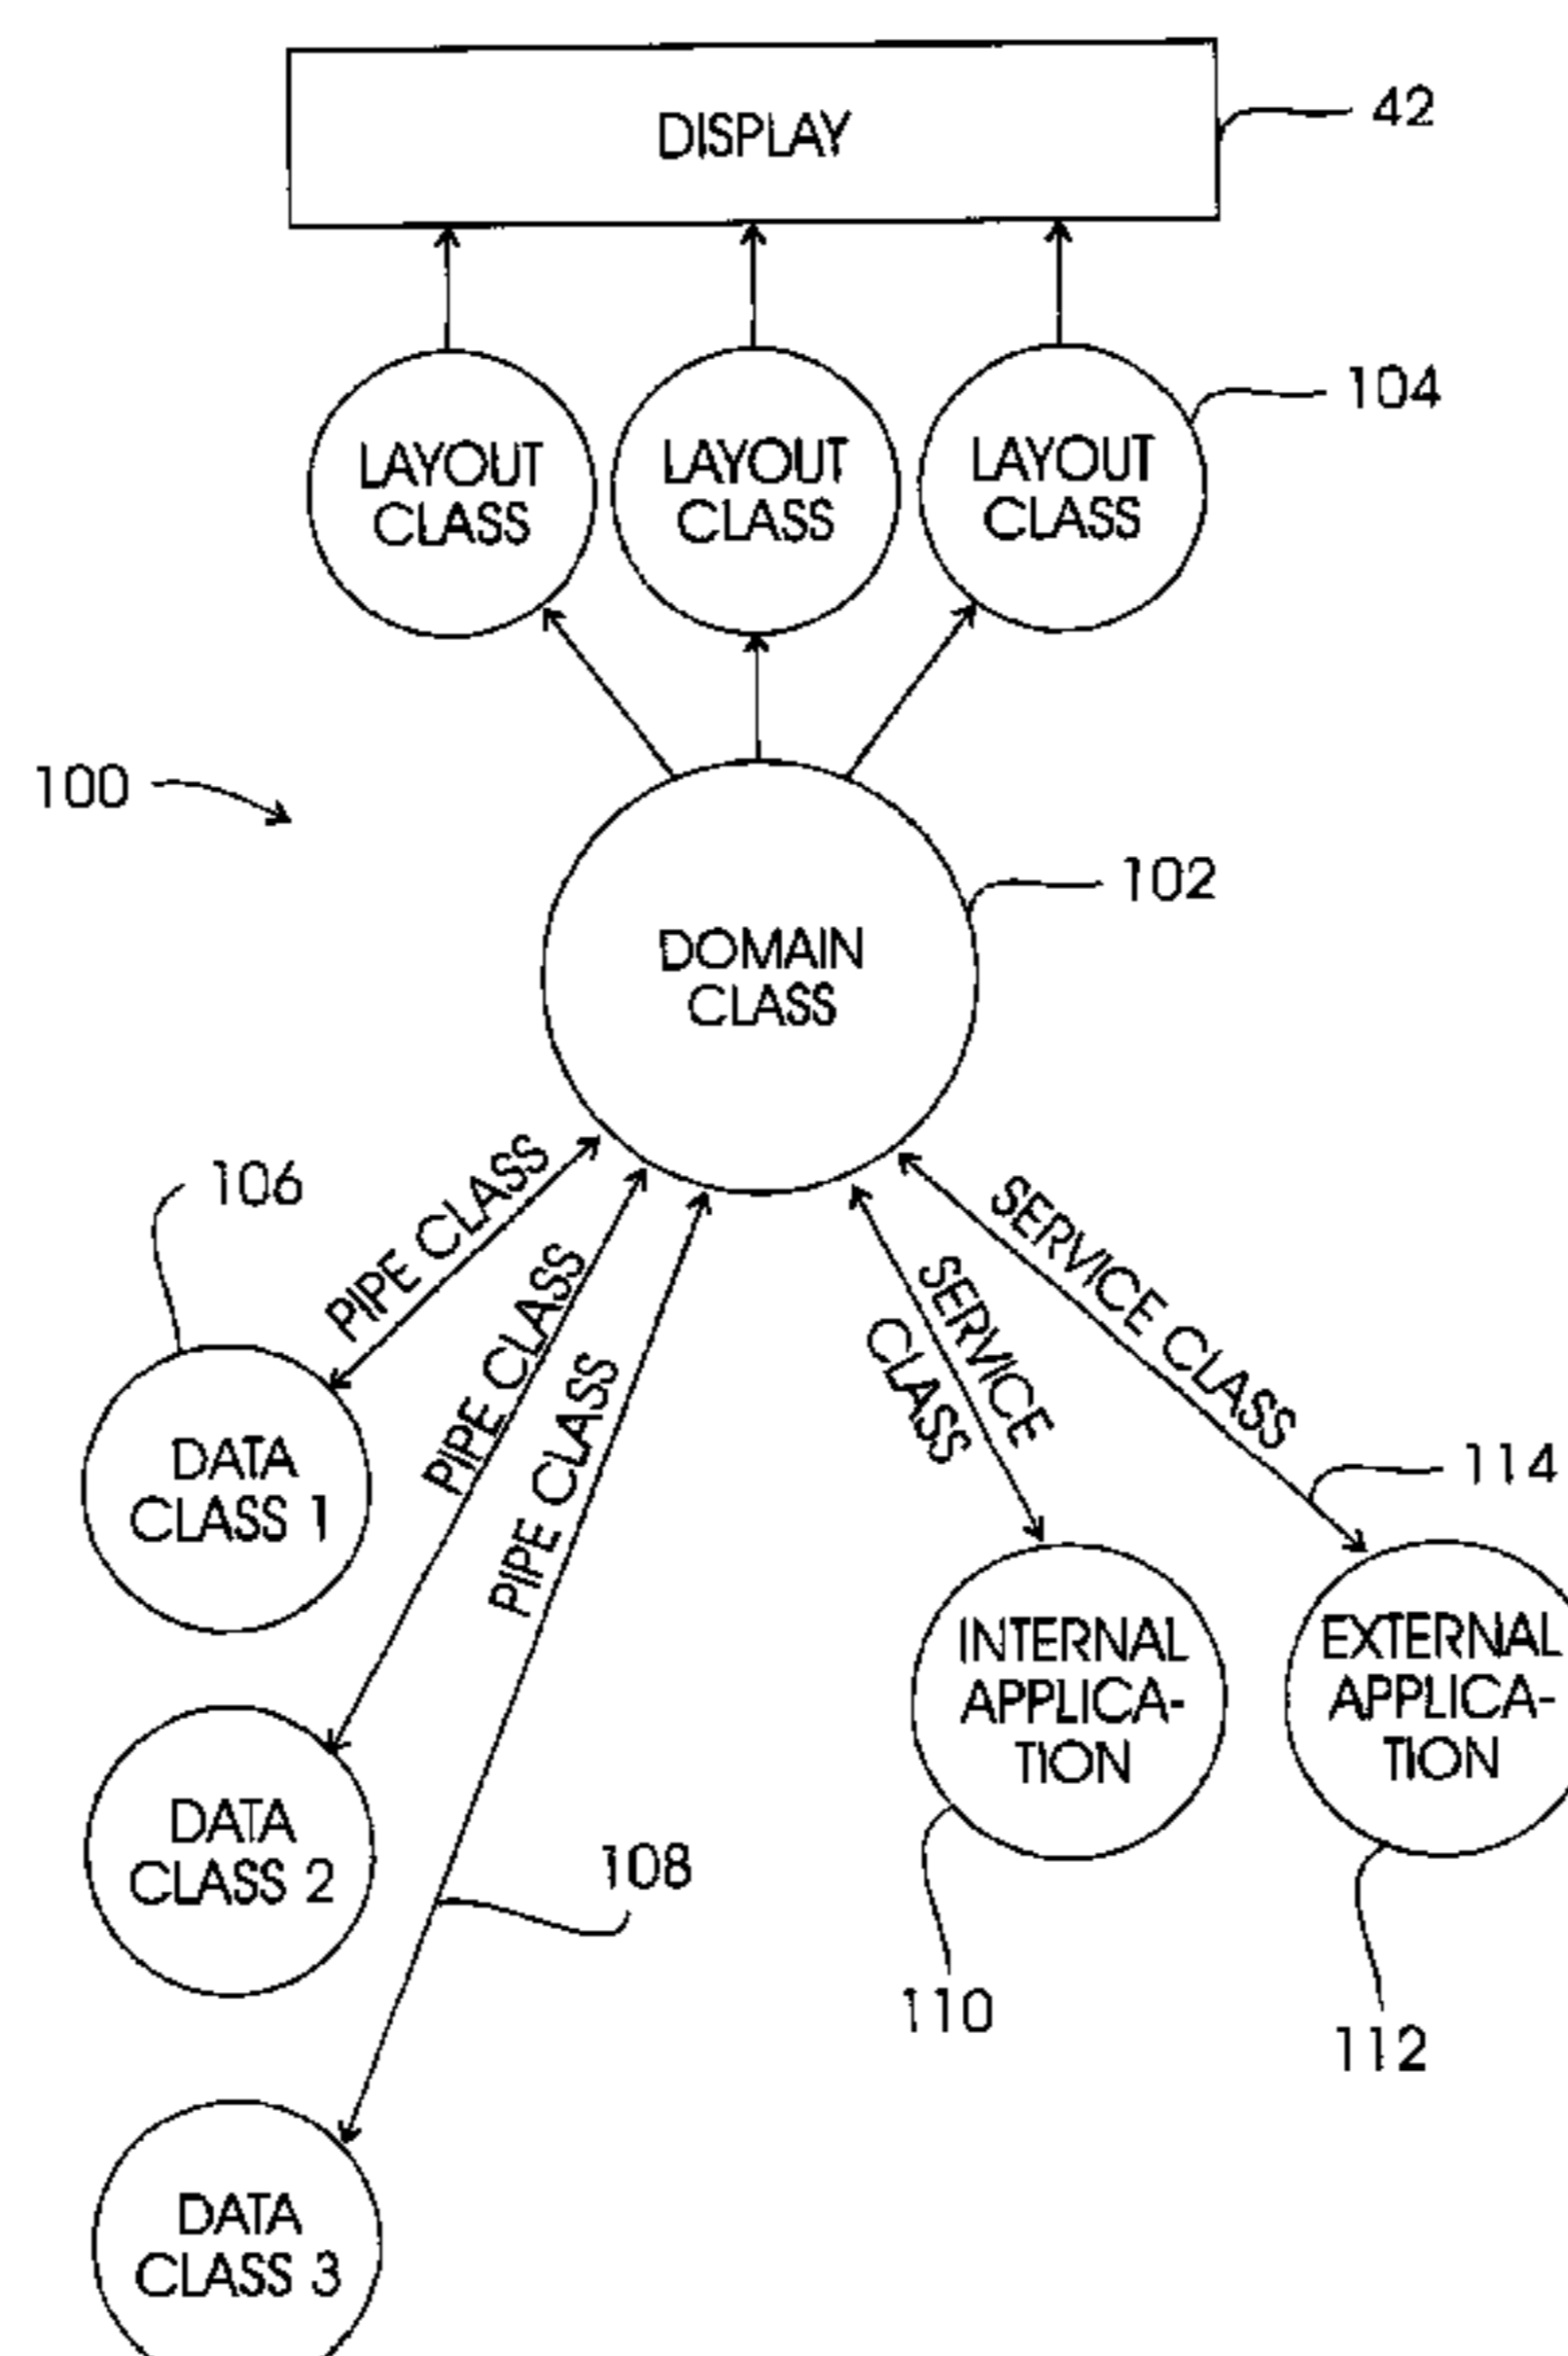 DISPLAY
42
LAYOUT
CLASS
LAYOUT
CLASS
LAYOUT
CLASS
104
100
102
DOMAIN
CLASS
106
PIPE CLASS
PIPE CLASS
PIPE CLASS
SERVICE
CLASS
SERVICE CLASS
114
DATA
CLASS 1
INTERNAL
APPLICA-
TION
EXTERNAL
APPLICA-
TION
DATA
CLASS 2
108
110
112
DATA
CLASS 3